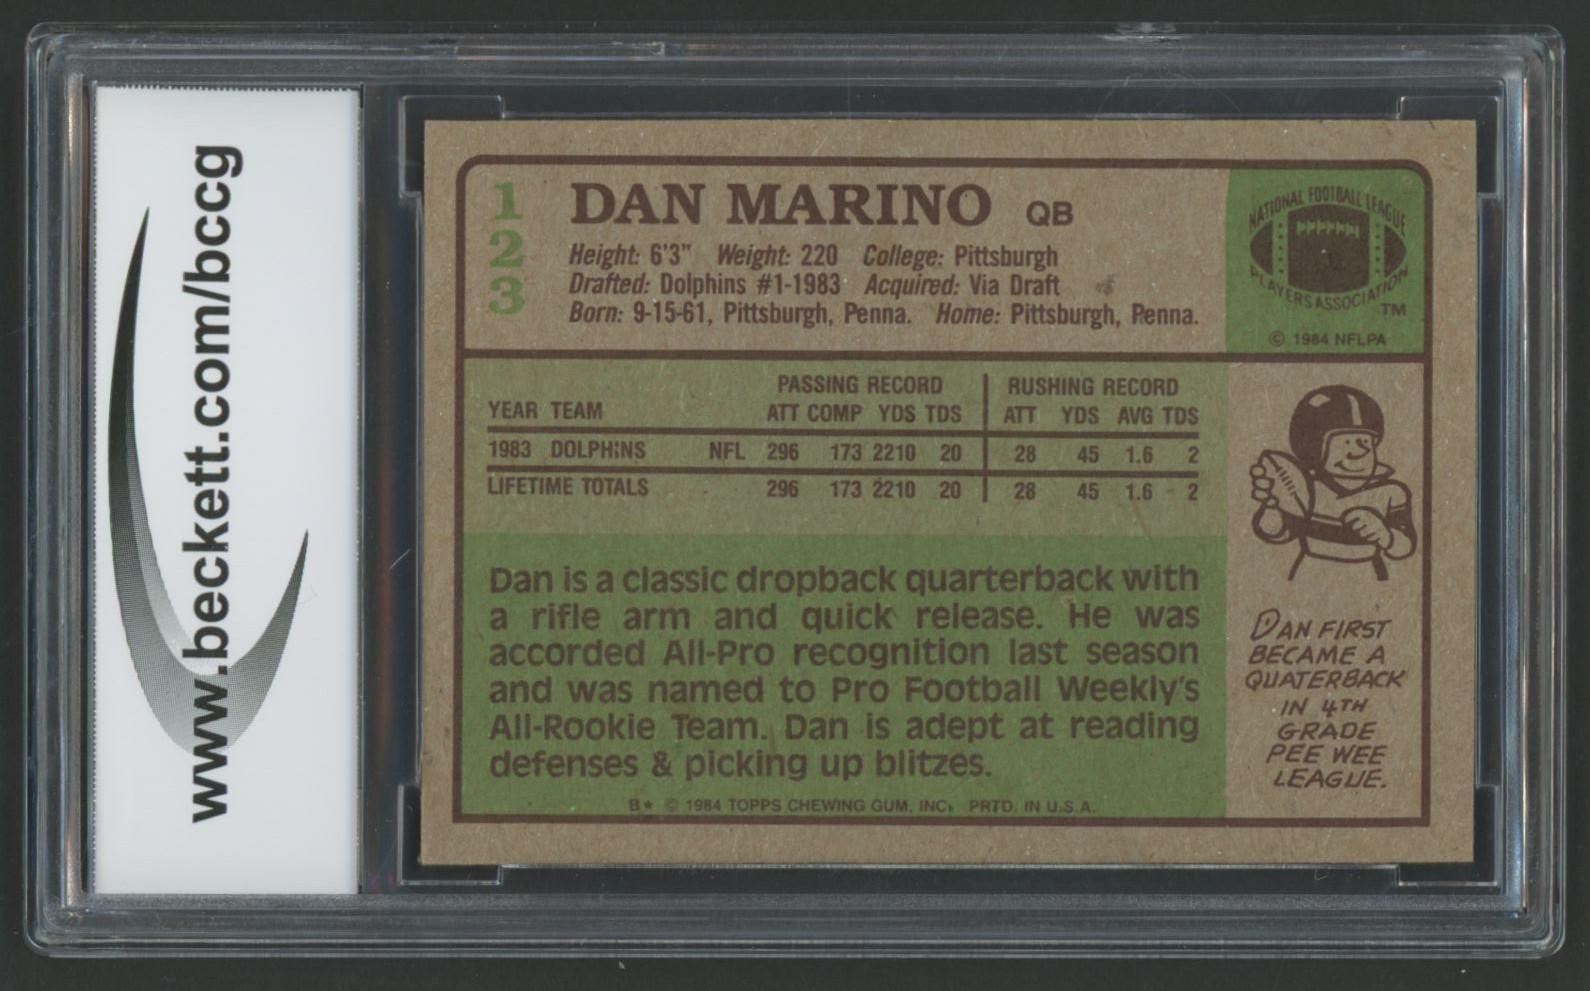 www.beckett.com/bccg
123
DAN MARINO QB
Height: 6'3" Weight: 220 College: Pittsburgh
Drafted: Dolphins #1-1983 Acquired: Via Draft
Born: 9-15-61, Pittsburgh, Penna. Home: Pittsburgh, Penna.
NATIONAL FOOTBALL LEAGUE
PLAYERS ASSOCIATION
TM
© 1984 NFLPA
PASSING RECORD RUSHING RECORD
YEAR TEAM ATT COMP YDS TDS ATT YDS AVG TDS
1983 DOLPHINS NFL 296 173 2210 20 28 45 1.6 2
LIFETIME TOTALS 296 173 2210 20 28 45 1.6 2
Dan is a classic dropback quarterback with
a rifle arm and quick release. He was
accorded All-Pro recognition last season
and was named to Pro Football Weekly's
All-Rookie Team. Dan is adept at reading
defenses & picking up blitzes.
B★ © 1984 TOPPS CHEWING GUM, INC. PRTD. IN U.S.A.
DAN FIRST
BECAME A
QUATERBACK
IN 4TH
GRADE
PEE WEE
LEAGUE.